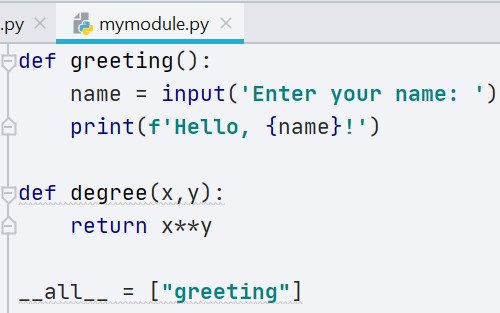 .py mymodule.py
def greeting():
    name = input('Enter your name: ')
    print(f'Hello, {name}!')
def degree(x,y):
    return x**y
__all__ = ["greeting"]